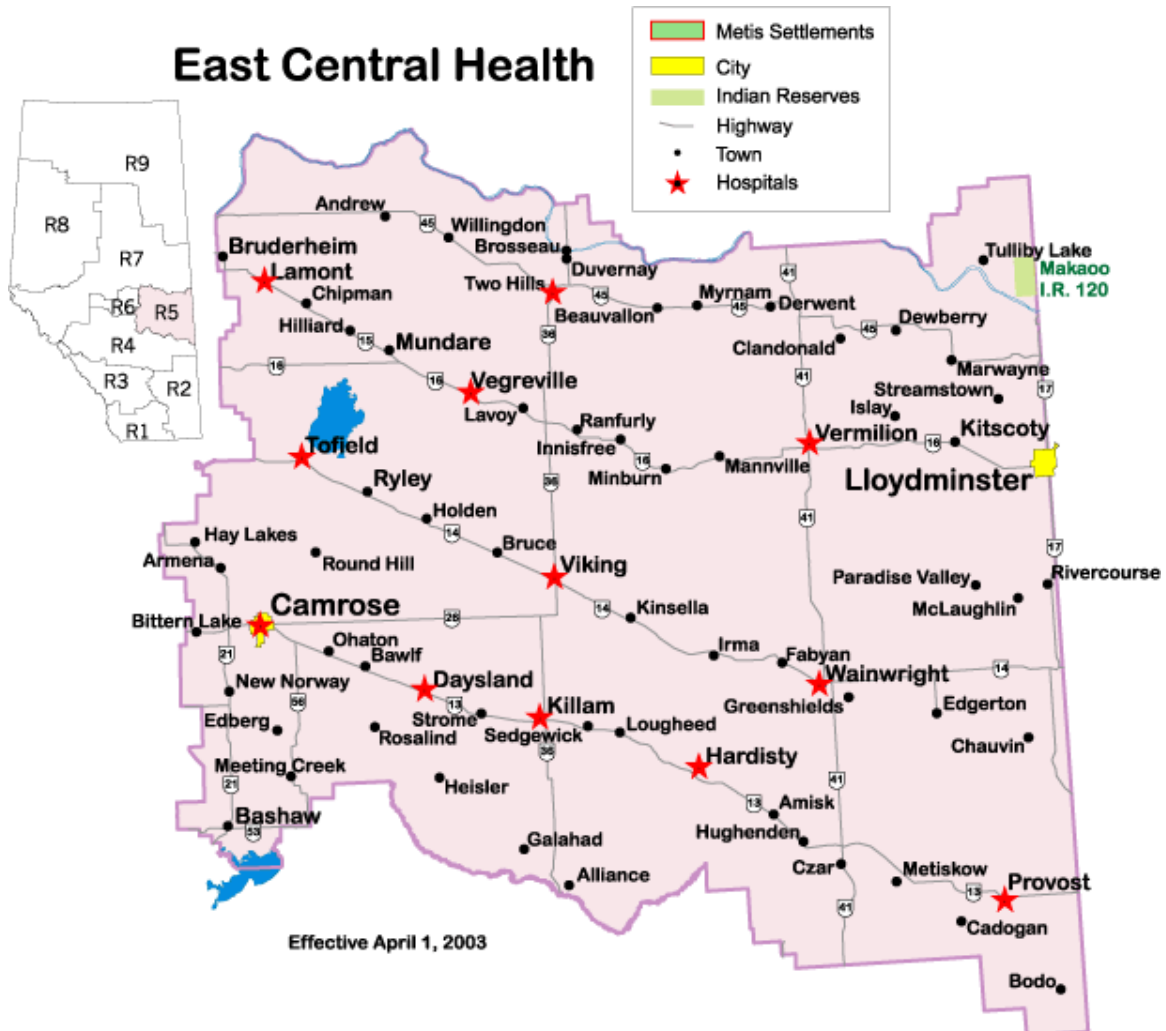 East Central Health
Metis Settlements
City
Indian Reserves
Highway
Town
Hospitals
R9
R8
R7
R6
R5
R4
R3
R2
R1
Andrew
45
Willingdon
Brosseau
Duvernay
Bruderheim
Lamont
Chipman
Two Hills
45
Beauvallon
Myrnam
45
Derwent
41
Tulliby Lake
Makaoo
I.R. 120
Hilliard
15
Mundare
36
Clandonald
45
Dewberry
Marwayne
16
16
Vegreville
41
Streamstown
17
Lavoy
Ranfurly
Islay
Innisfree
Vermilion
16
Kitscoty
Tofield
16
Minburn
Mannville
Lloydminster
Ryley
36
Holden
41
14
Hay Lakes
Bruce
17
Armena
Round Hill
Viking
Paradise Valley
Rivercourse
McLaughlin
Camrose
14
Kinsella
Bittern Lake
26
Ohaton
Irma
21
Bawlf
Fabyan
14
New Norway
Daysland
Wainwright
56
13
Killam
Greenshields
Edgerton
Edberg
Strome
Sedgewick
Lougheed
Rosalind
36
Chauvin
Hardisty
Meeting Creek
21
Heisler
41
13
Amisk
Bashaw
53
Hughenden
Galahad
Czar
Metiskow
Alliance
13
Provost
41
Cadogan
Effective April 1, 2003
Bodo